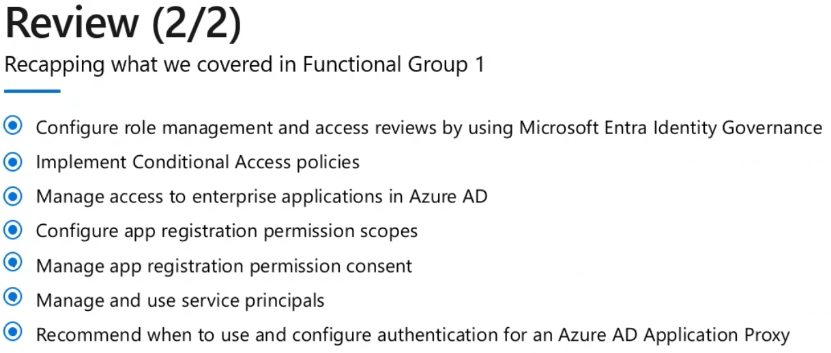 Review (2/2)
Recapping what we covered in Functional Group 1
Configure role management and access reviews by using Microsoft Entra Identity Governance
Implement Conditional Access policies
Manage access to enterprise applications in Azure AD
Configure app registration permission scopes
Manage app registration permission consent
Manage and use service principals
Recommend when to use and configure authentication for an Azure AD Application Proxy